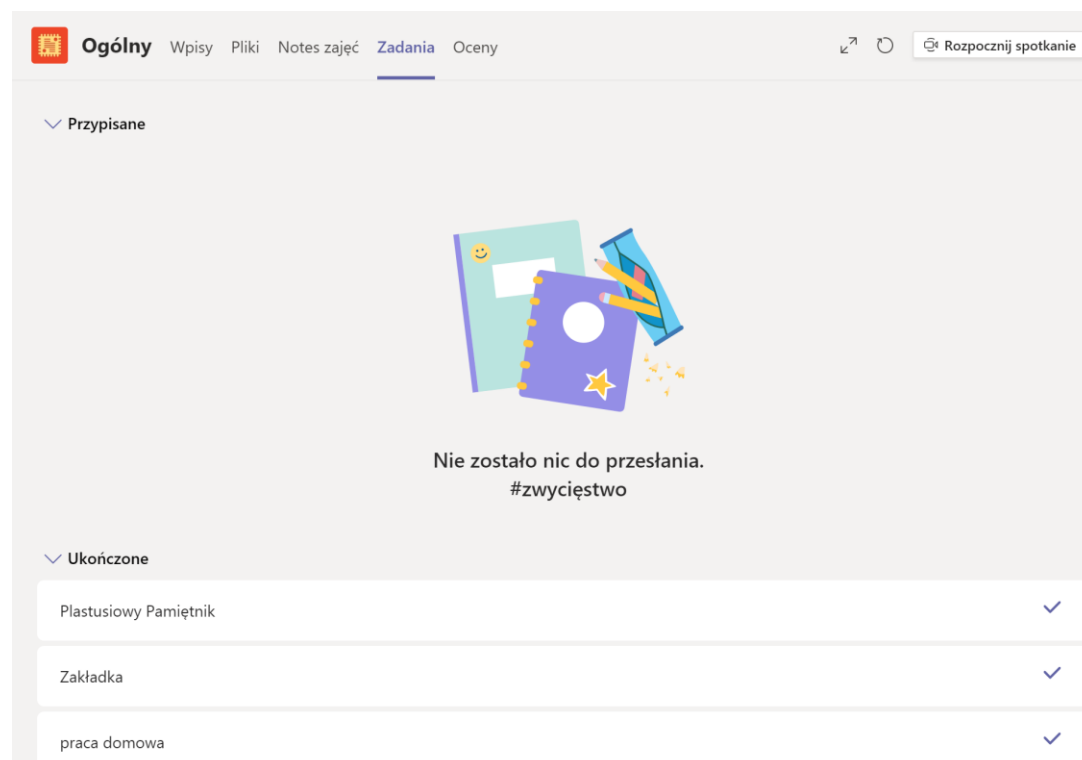 Ogólny Wpisy Pliki Notes zajęć Zadania Oceny Rozpocznij spotkanie
Przypisane
Nie zostało nic do przesłania.
#zwycięstwo
Ukończone
Plastusiowy Pamiętnik
Zakładka
praca domowa